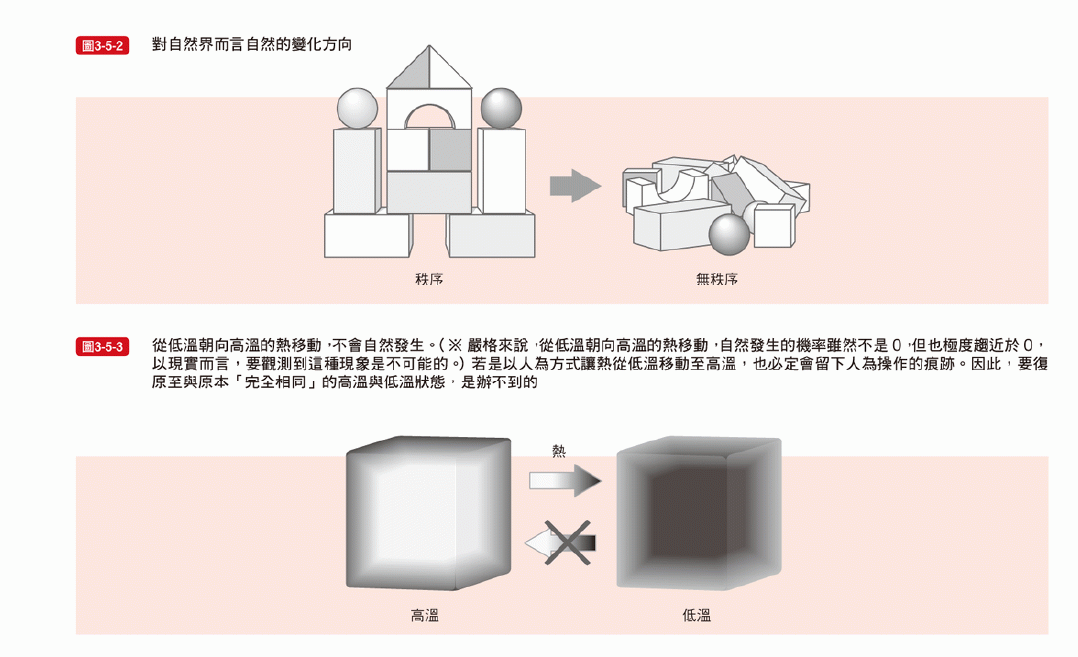 圖3-5-2 對自然界而言自然的變化方向
秩序
無秩序
圖3-5-3 從低溫朝向高溫的熱移動,不會自然發生。(※ 嚴格來說,從低溫朝向高溫的熱移動,自然發生的機率雖然不是0,但也極度趨近於0,
以現實而言,要觀測到這種現象是不可能的。)若是以人為方式讓熱從低溫移動至高溫,也必定會留下人為操作的痕跡。因此,要復
原至與原本「完全相同」的高溫與低溫狀態,是辦不到的
熱
高溫
低溫